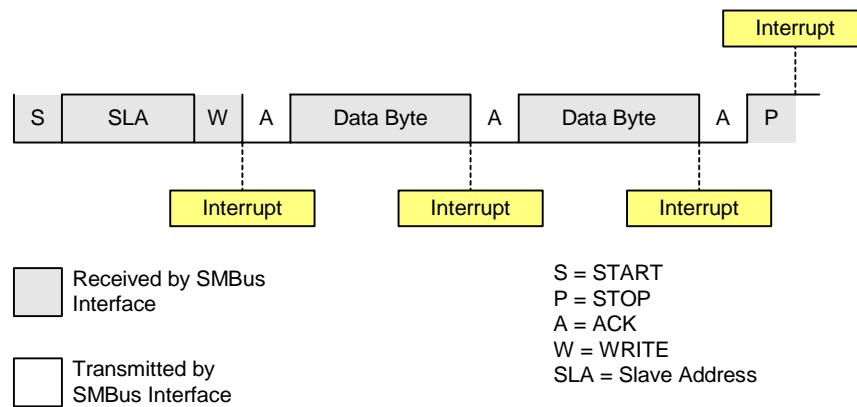 Interrupt
S SLA W A Data Byte A Data Byte A P
Interrupt Interrupt Interrupt
Received by SMBus
Interface
Transmitted by
SMBus Interface
S = START
P = STOP
A = ACK
W = WRITE
SLA = Slave Address